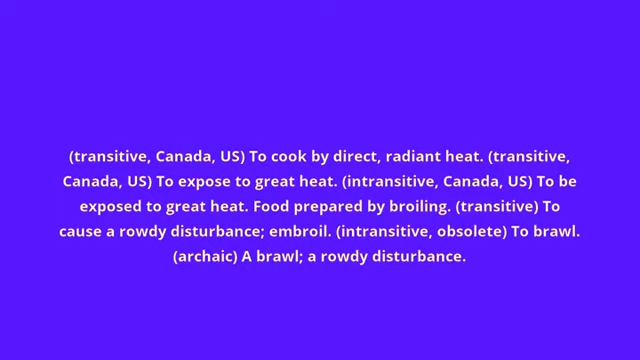 (transitive, Canada, US) To cook by direct, radiant heat. (transitive,
Canada, US) To expose to great heat. (intransitive, Canada, US) To be
exposed to great heat. Food prepared by broiling. (transitive) To
cause a rowdy disturbance; embroil. (intransitive, obsolete) To brawl.
(archaic) A brawl; a rowdy disturbance.